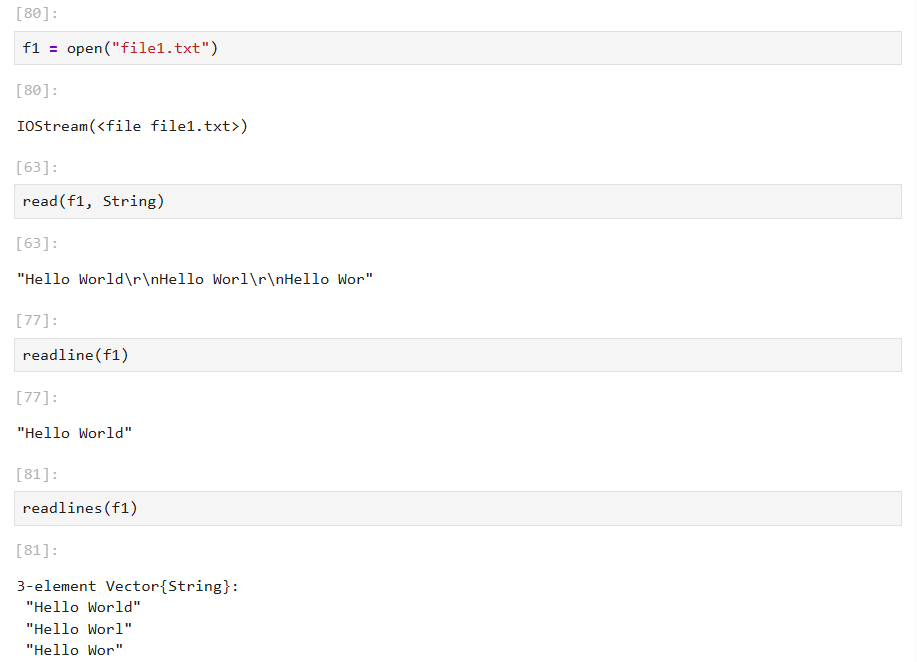 [80]:
f1 = open("file1.txt")
[80]:
IOStream(<file file1.txt>)
[63]:
read(f1, String)
[63]:
"Hello World\r\nHello Worl\r\nHello Wor"
[77]:
readline(f1)
[77]:
"Hello World"
[81]:
readlines(f1)
[81]:
3-element Vector{String}:
 "Hello World"
 "Hello Worl"
 "Hello Wor"